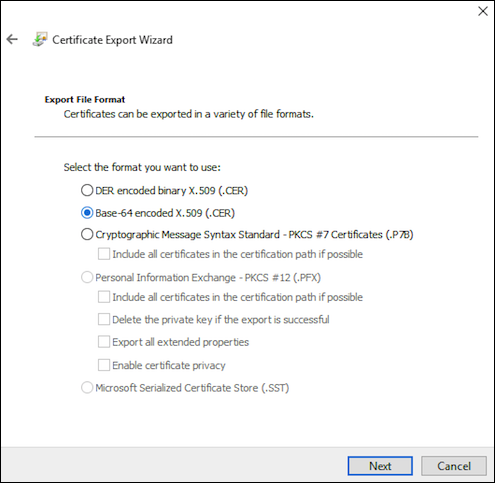 Certificate Export Wizard
Export File Format
Certificates can be exported in a variety of file formats.
Select the format you want to use:
DER encoded binary X.509 (.CER)
Base-64 encoded X.509 (.CER)
Cryptographic Message Syntax Standard - PKCS #7 Certificates (.P7B)
Include all certificates in the certification path if possible
Personal Information Exchange - PKCS #12 (.PFX)
Include all certificates in the certification path if possible
Delete the private key if the export is successful
Export all extended properties
Enable certificate privacy
Microsoft Serialized Certificate Store (.SST)
Next Cancel